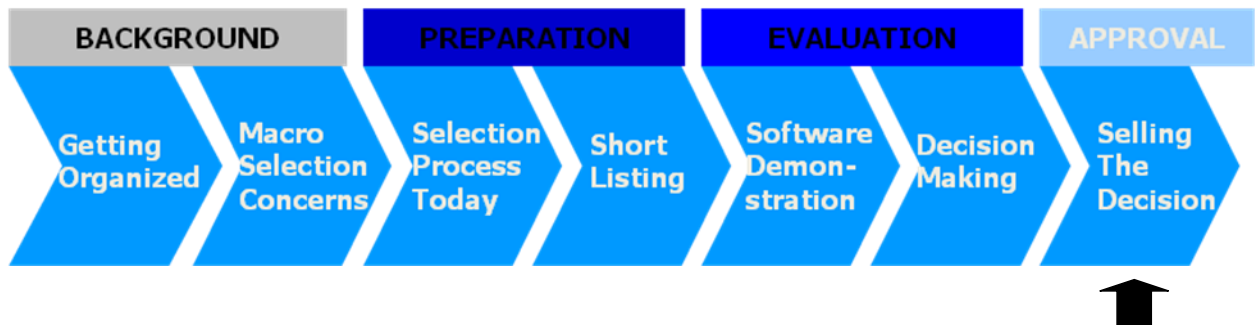 BACKGROUND
PREPARATION
EVALUATION
APPROVAL
Getting
Organized
Macro
Selection
Concerns
Selection
Process
Today
Short
Listing
Software
Demon-
stration
Decision
Making
Selling
The
Decision